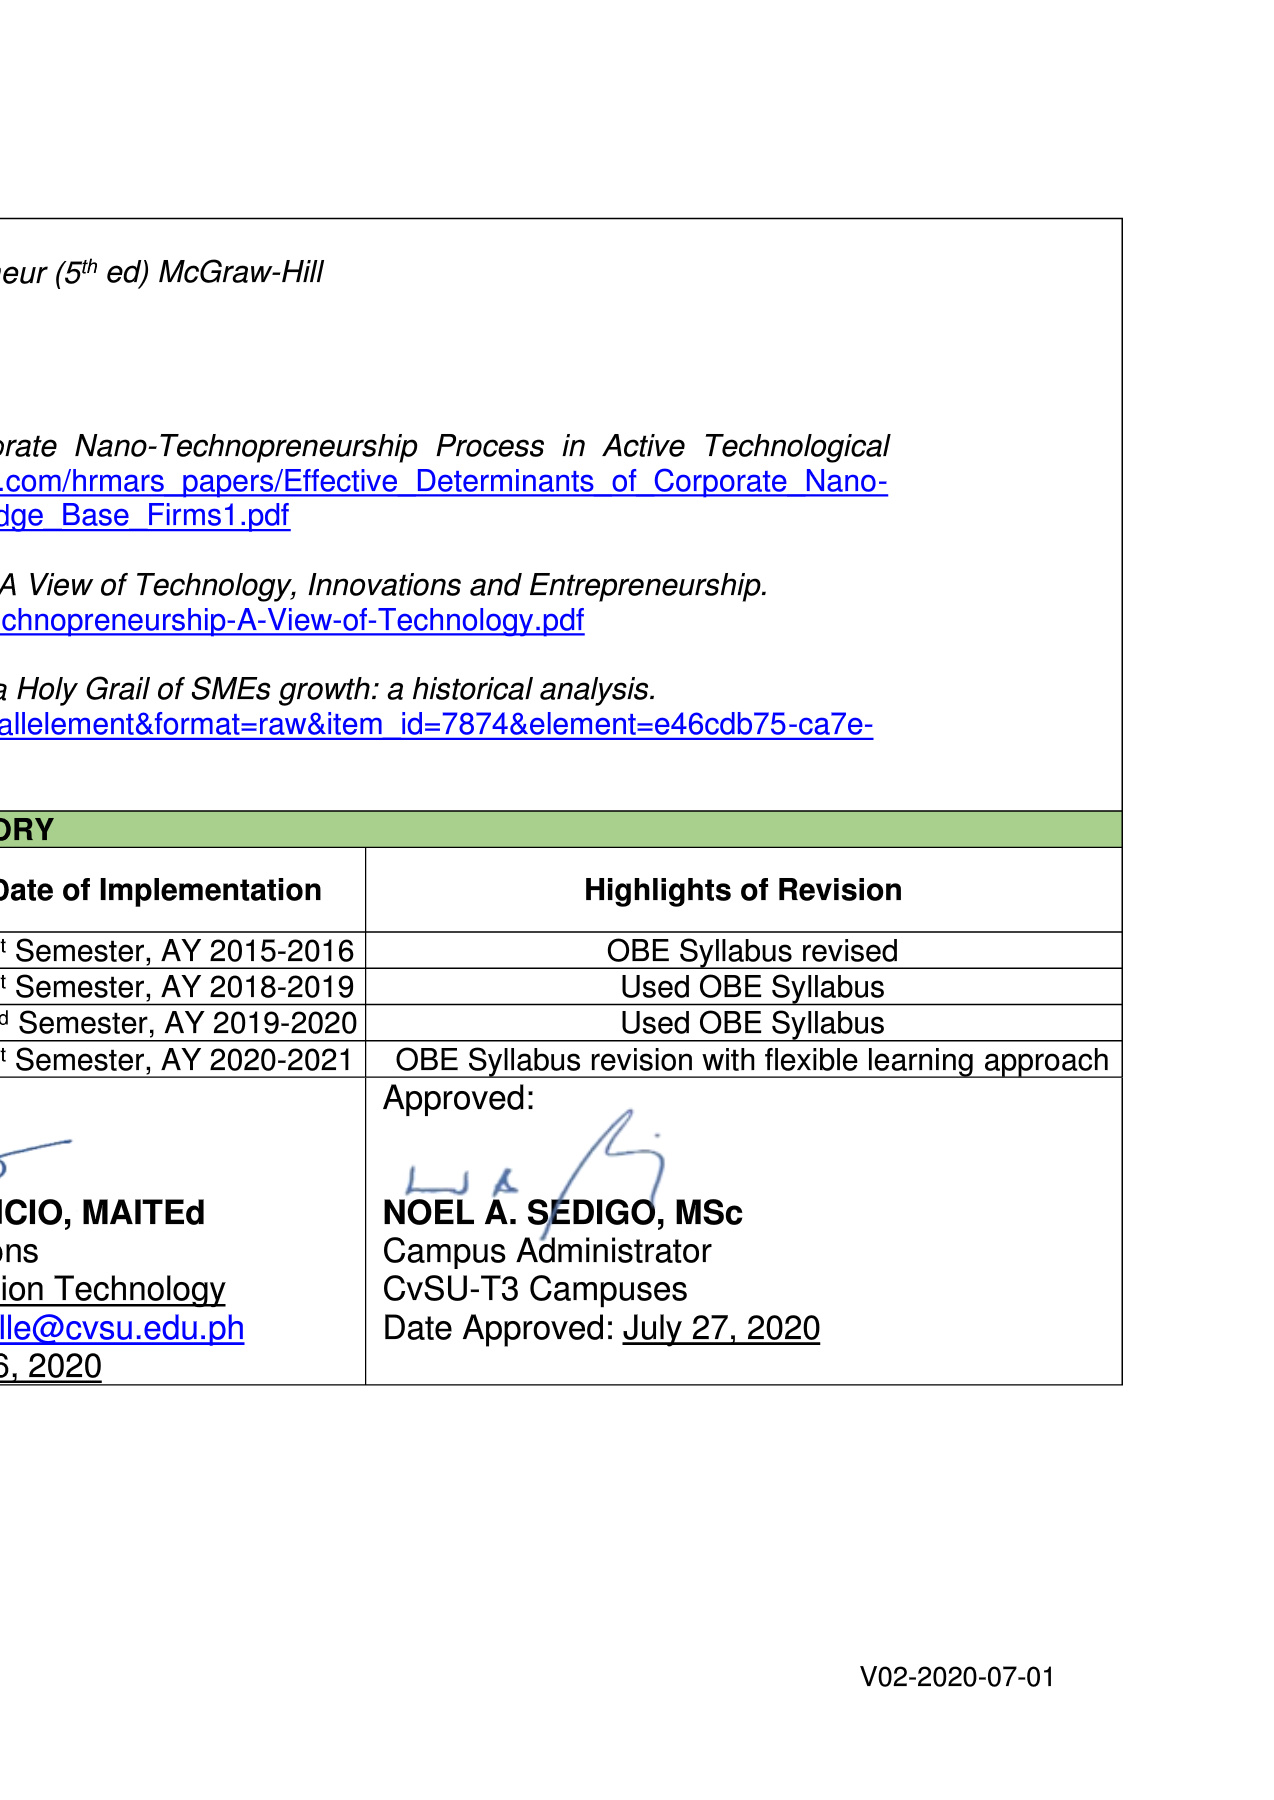 neur (5th ed) McGraw-Hill
orate Nano-Technopreneurship Process in Active Technological
.com/hrmars_papers/Effective_Determinants_of_Corporate_Nano-
dge_Base_Firms1.pdf
A View of Technology, Innovations and Entrepreneurship.
chnopreneurship-A-View-of-Technology.pdf
a Holy Grail of SMEs growth: a historical analysis.
allelement&format=raw&item_id=7874&element=e46cdb75-ca7e-
ORY
Date of Implementation Highlights of Revision
t Semester, AY 2015-2016 OBE Syllabus revised
t Semester, AY 2018-2019 Used OBE Syllabus
d Semester, AY 2019-2020 Used OBE Syllabus
t Semester, AY 2020-2021 OBE Syllabus revision with flexible learning approach
ICIO, MAITEd
ons
ion Technology
lle@cvsu.edu.ph
6, 2020
Approved:
NOEL A. SEDIGO, MSc
Campus Administrator
CvSU-T3 Campuses
Date Approved: July 27, 2020
V02-2020-07-01